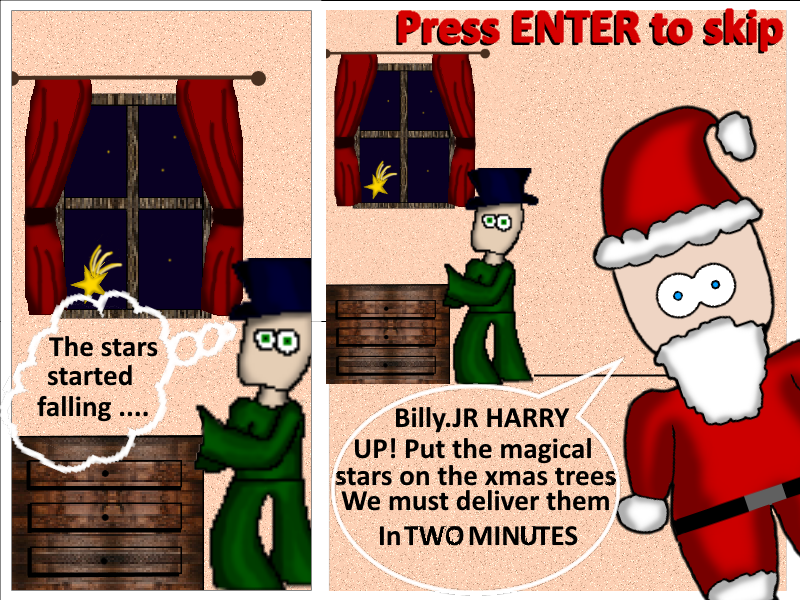 Press ENTER to skip
The stars
started
falling ....
Billy.JR HARRY
UP! Put the magical
stars on the xmas trees
We must deliver them
In TWO MINUTES